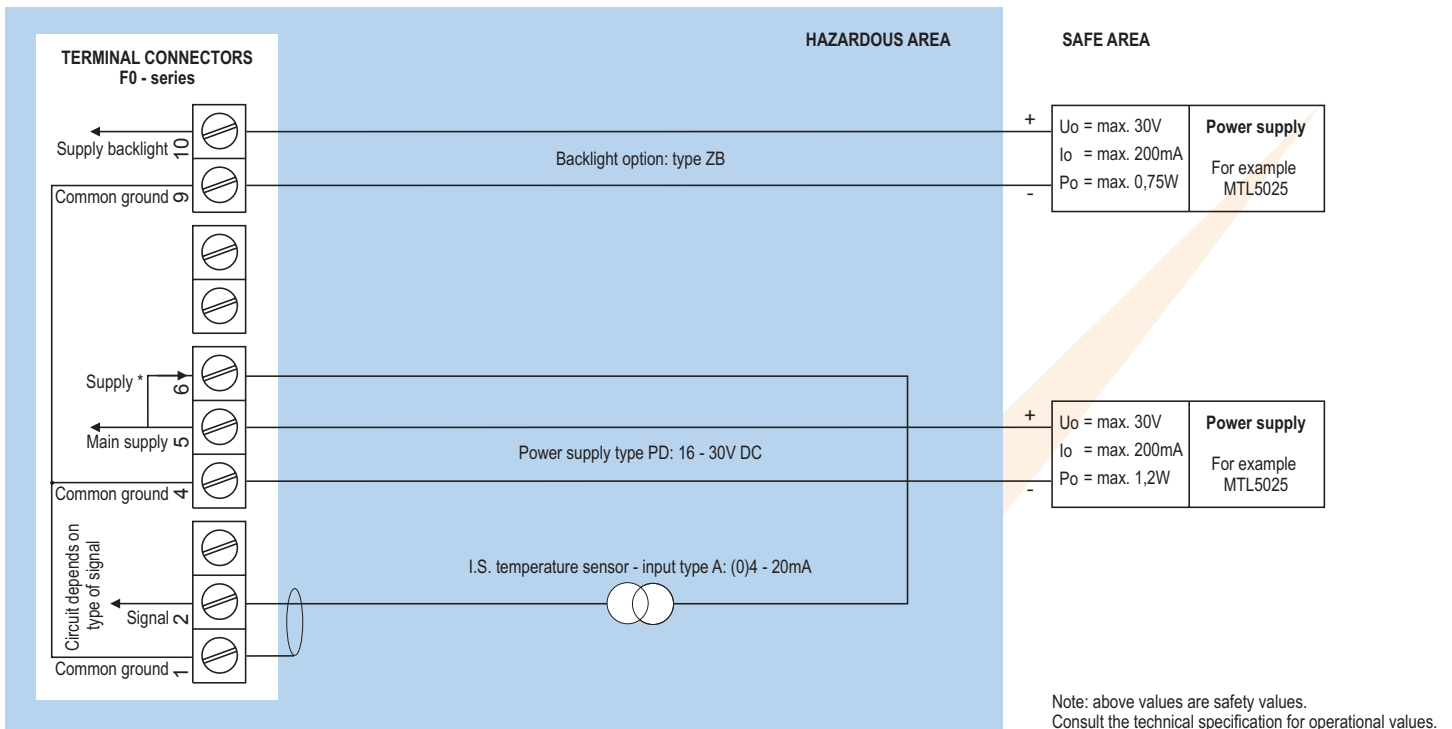 HAZARDOUS AREA
SAFE AREA
TERMINAL CONNECTORS
F0 - series
Supply backlight
10
Common ground
9
Backlight option: type ZB
+
-
Uo = max. 30V
Io = max. 200mA
Po = max. 0,75W
Power supply
For example
MTL5025
Supply *
6
Main supply
5
Common ground
4
Power supply type PD: 16 - 30V DC
+
-
Uo = max. 30V
Io = max. 200mA
Po = max. 1,2W
Power supply
For example
MTL5025
Circuit depends on
type of signal
Signal
2
Common ground
1
I.S. temperature sensor - input type A: (0)4 - 20mA
Note: above values are safety values.
Consult the technical specification for operational values.